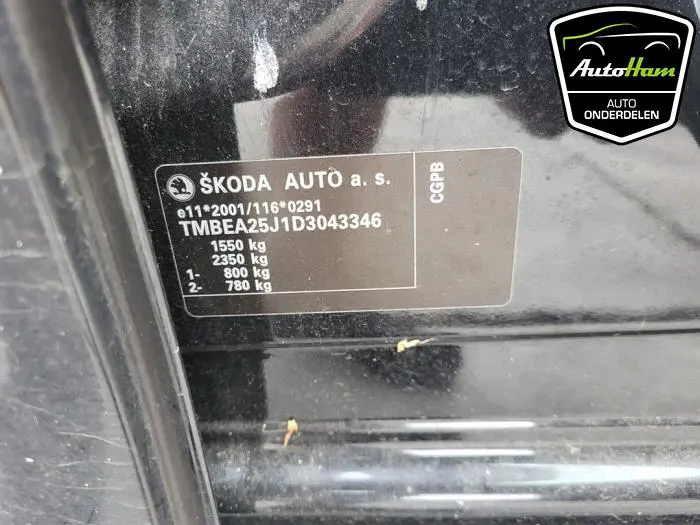 ŠKODA AUTO a. s.
e11*2001/116*0291
TMBEA25J1D3043346
1550 kg
2350 kg
1- 800 kg
2- 780 kg
CGPB
AutoHam
AUTO
ONDERDELEN